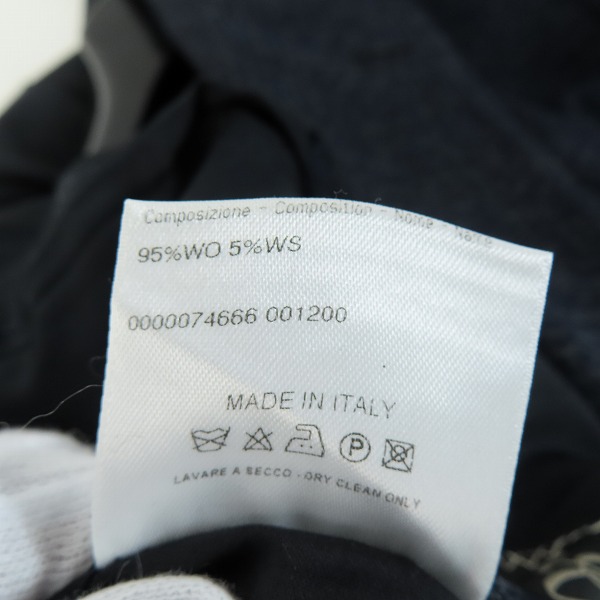 Composizione - Composition -
95%WO 5%WS
0000074666 001200
MADE IN ITALY
P
LAVARE A SECCO - DRY CLEAN ONLY